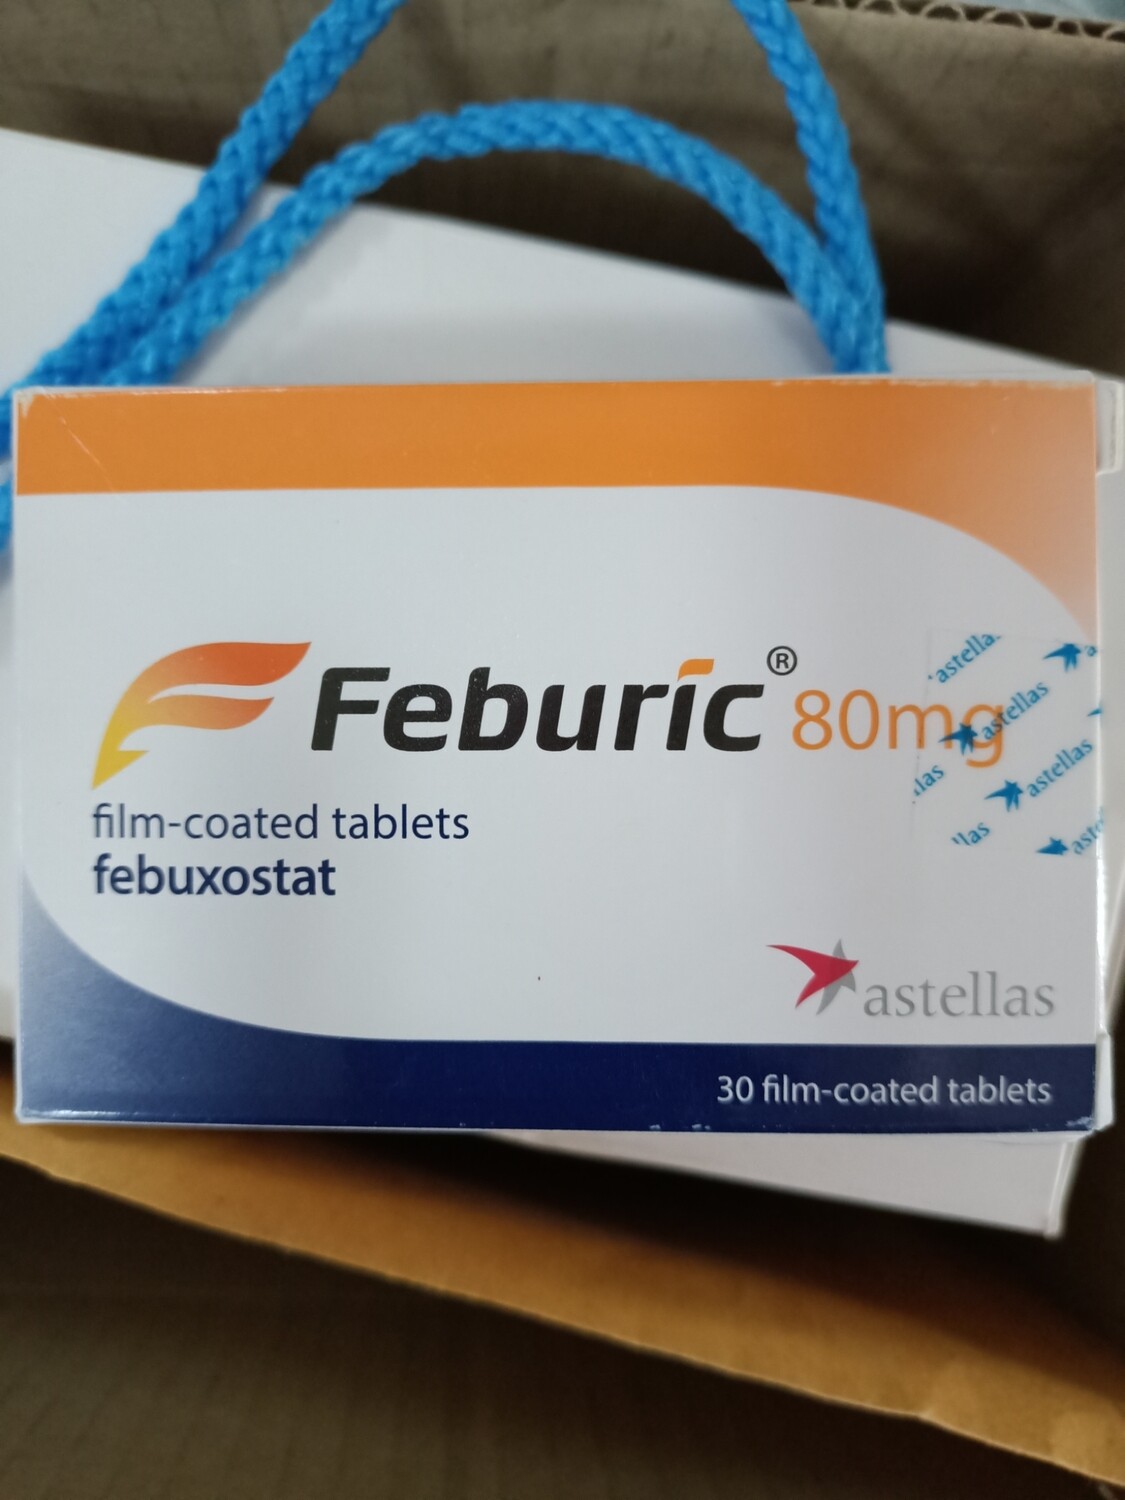 Feburic® 80mg
film-coated tablets
febuxostat
astellas
astellas
astellas
astellas
30 film-coated tablets